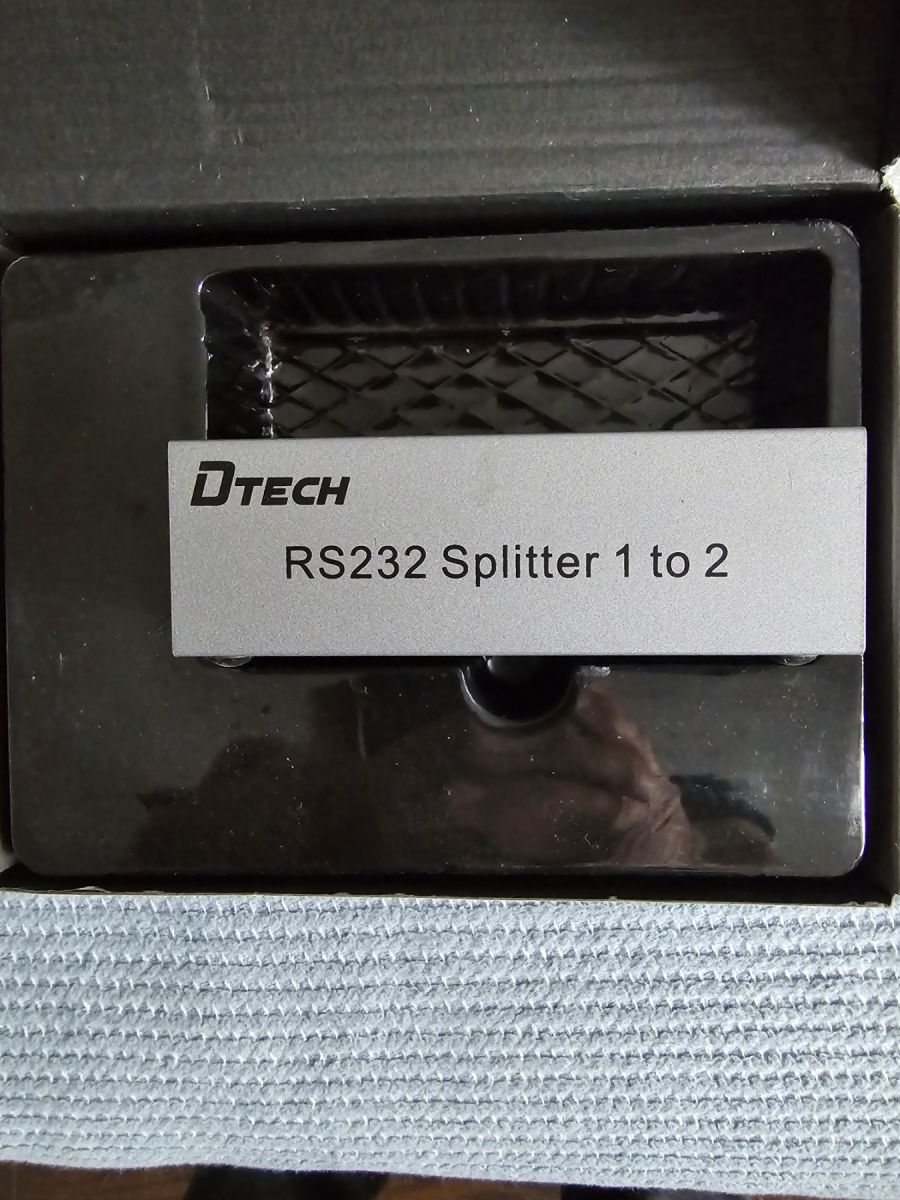 DTECH
RS232 Splitter 1 to 2